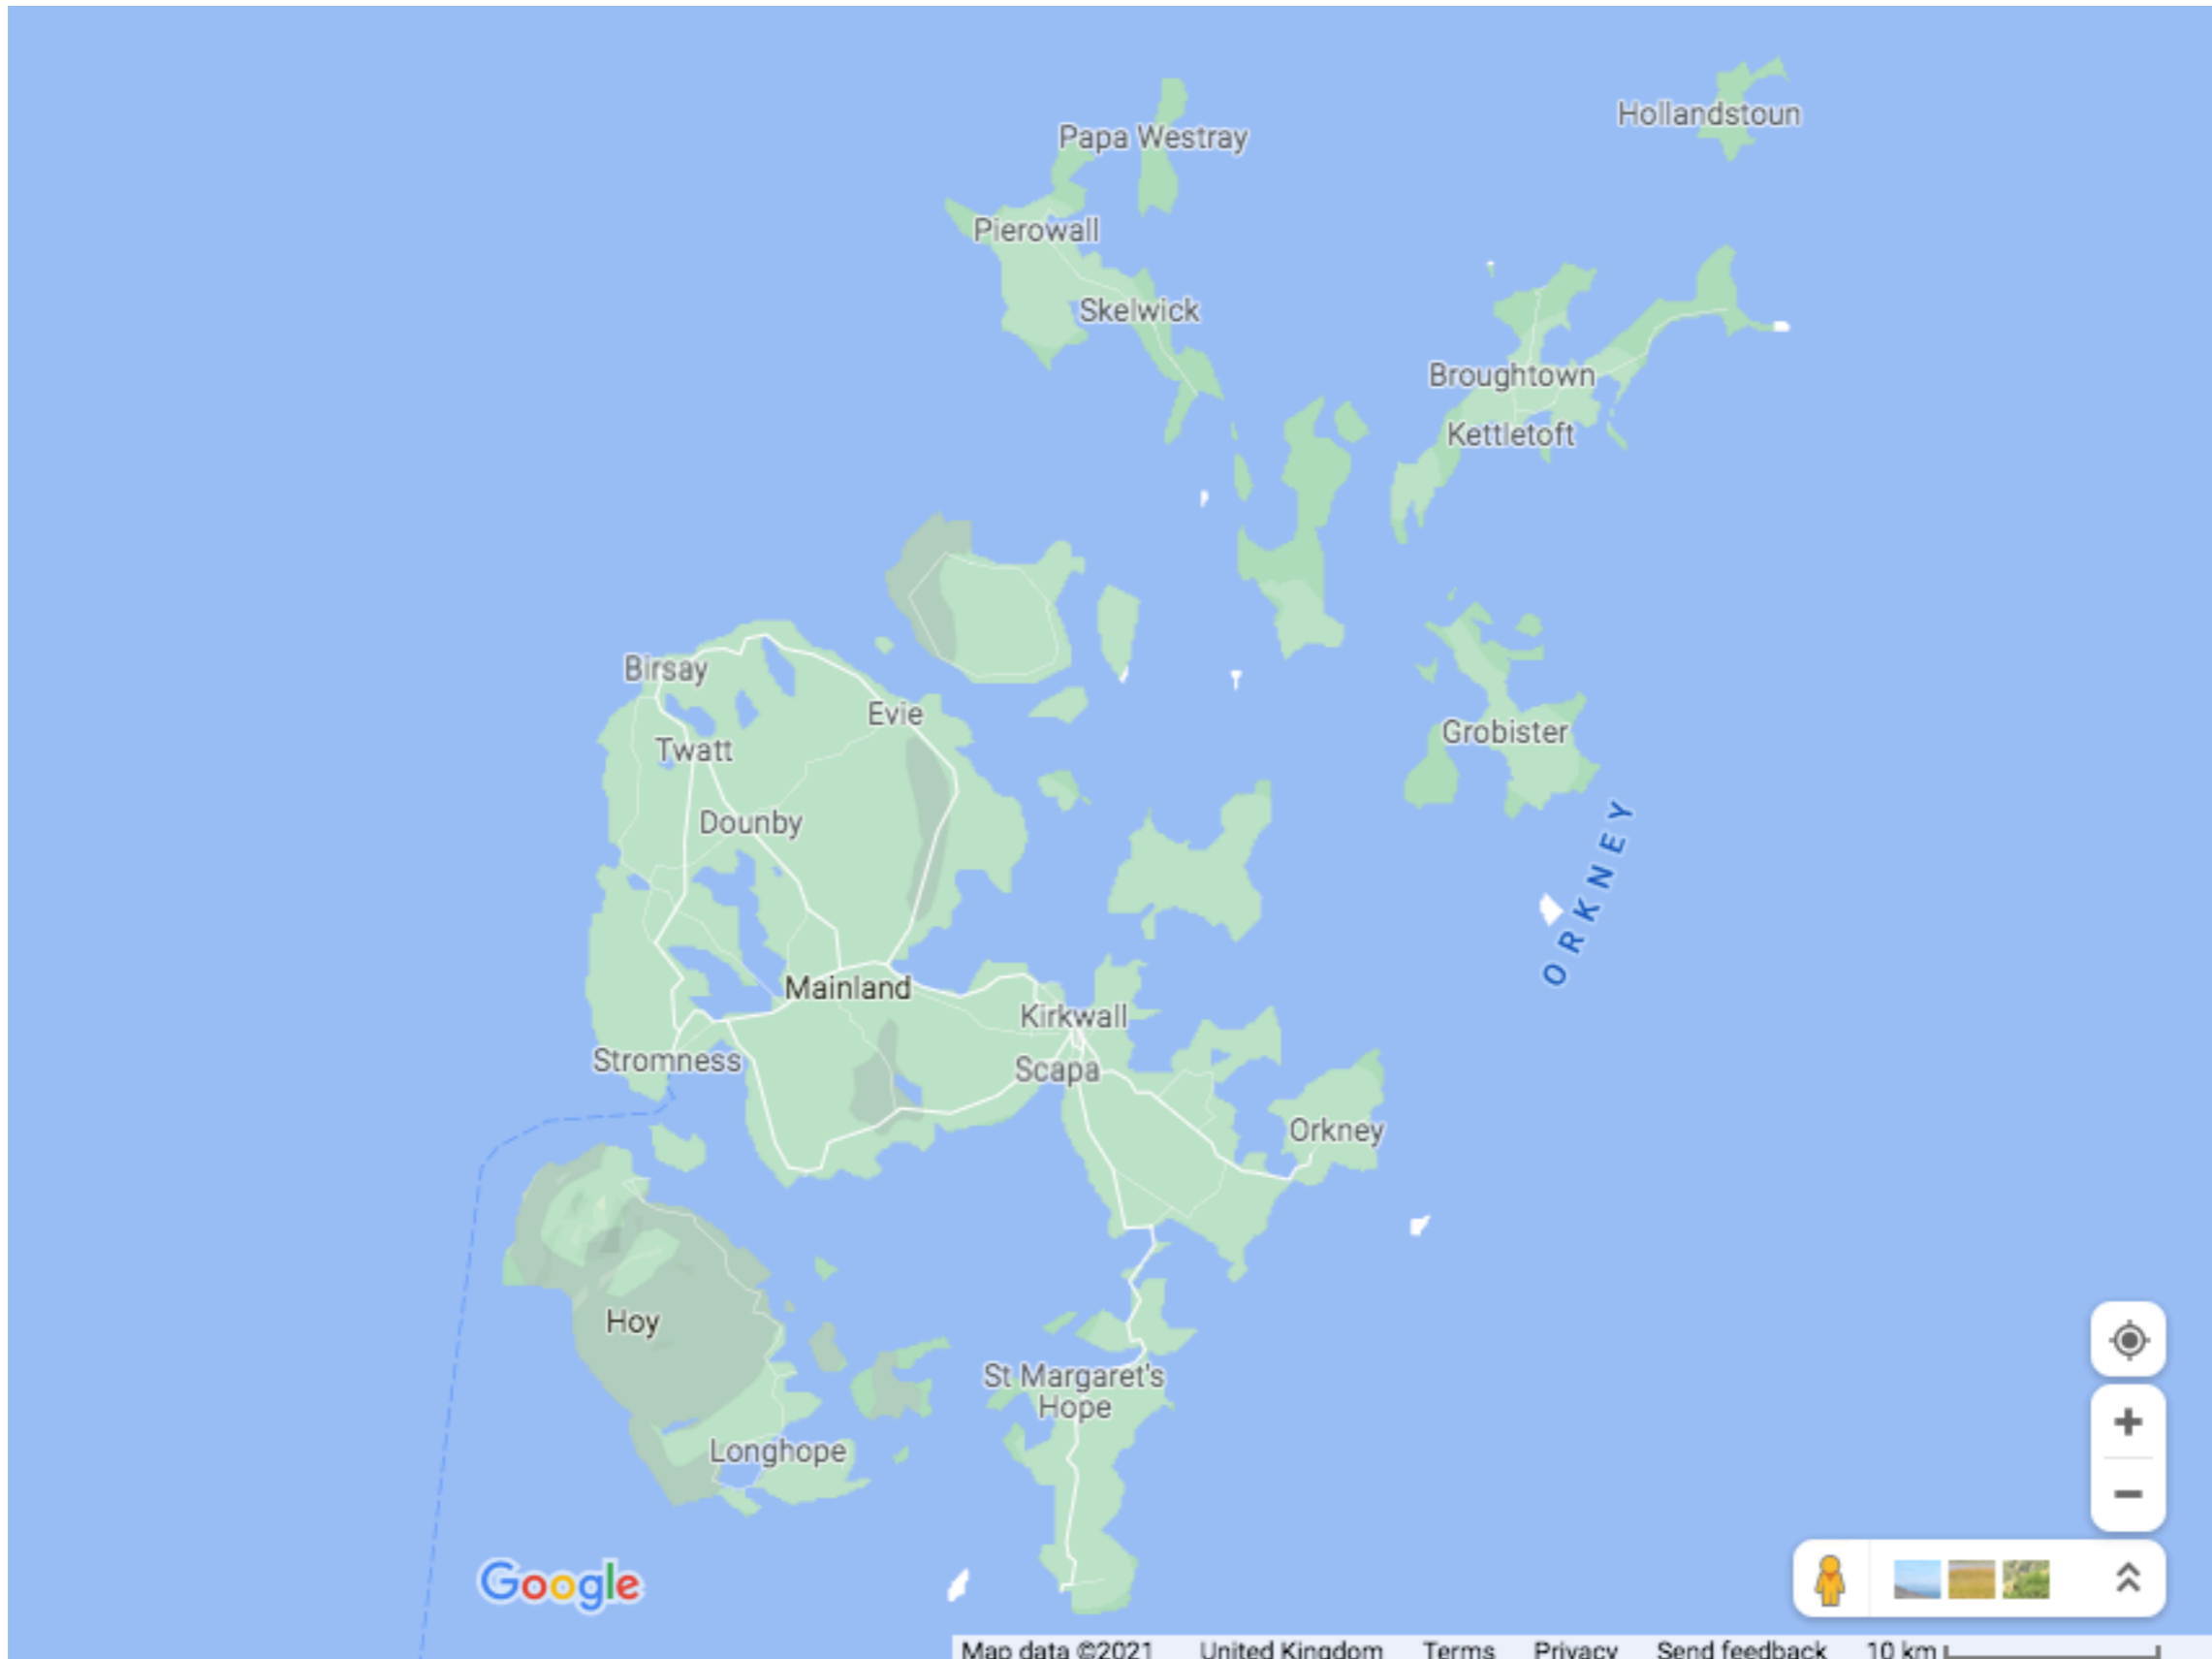 Hollandstoun
Papa Westray
Pierowall
Skelwick
Broughtown
Kettletoft
Birsay
Evie
Twatt
Grobister
Dounby
ORKNEY
Mainland
Kirkwall
Stromness
Scapa
Orkney
Hoy
St Margaret's
Hope
Longhope
Google
Map data ©2021 United Kingdom Terms Privacy Send feedback 10 km